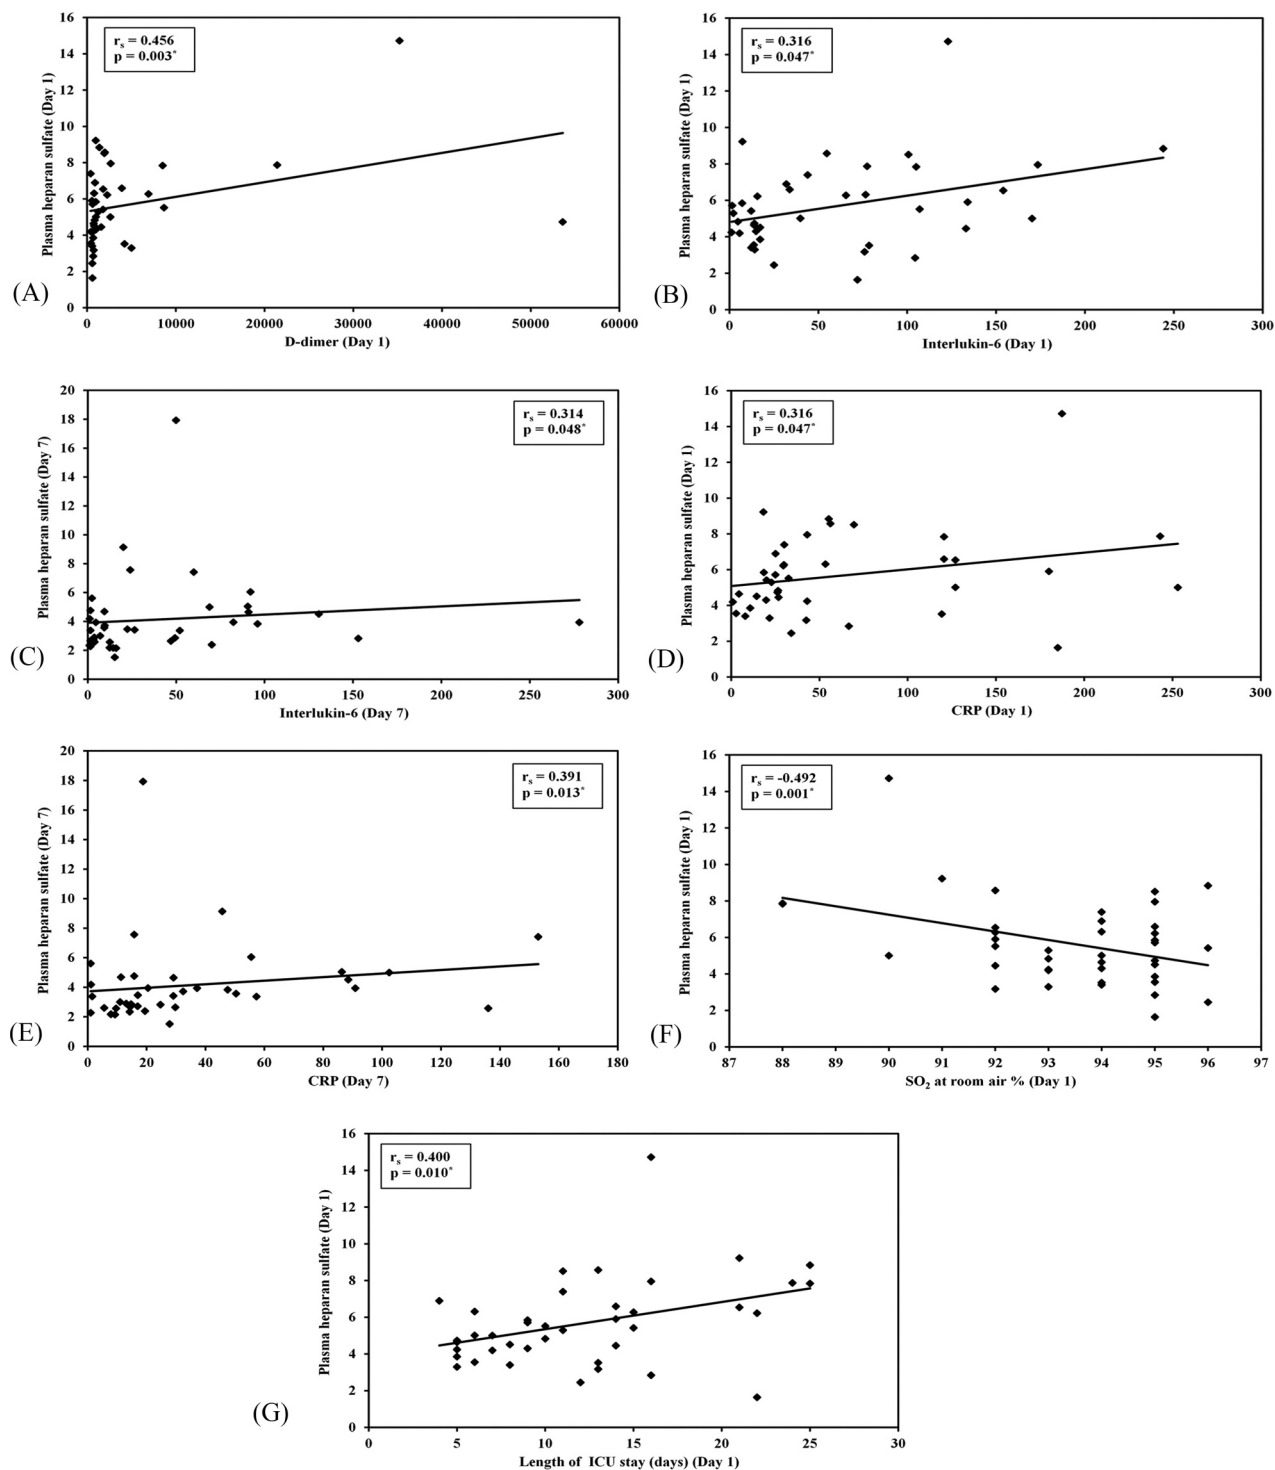 16
14
12
10
8
6
4
2
0
Plasma heparan sulfate (Day 1)
rs = 0.456
p = 0.003*
0 10000 20000 30000 40000 50000 60000
D-dimer (Day 1)
(A)
16
14
12
10
8
6
4
2
0
Plasma heparan sulfate (Day 1)
rs = 0.316
p = 0.047*
0 50 100 150 200 250 300
Interlukin-6 (Day 1)
(B)
20
18
16
14
12
10
8
6
4
2
0
Plasma heparan sulfate (Day 7)
rs = 0.314
p = 0.048*
0 50 100 150 200 250 300
Interlukin-6 (Day 7)
(C)
16
14
12
10
8
6
4
2
0
Plasma heparan sulfate (Day 1)
rs = 0.316
p = 0.047*
0 50 100 150 200 250 300
CRP (Day 1)
(D)
20
18
16
14
12
10
8
6
4
2
0
Plasma heparan sulfate (Day 7)
rs = 0.391
p = 0.013*
0 20 40 60 80 100 120 140 160 180
CRP (Day 7)
(E)
16
14
12
10
8
6
4
2
0
Plasma heparan sulfate (Day 1)
rs = -0.492
p = 0.001*
87 88 89 90 91 92 93 94 95 96 97
SO2 at room air % (Day 1)
(F)
16
14
12
10
8
6
4
2
0
Plasma heparan sulfate (Day 1)
rs = 0.400
p = 0.010*
0 5 10 15 20 25 30
Length of ICU stay (days) (Day 1)
(G)